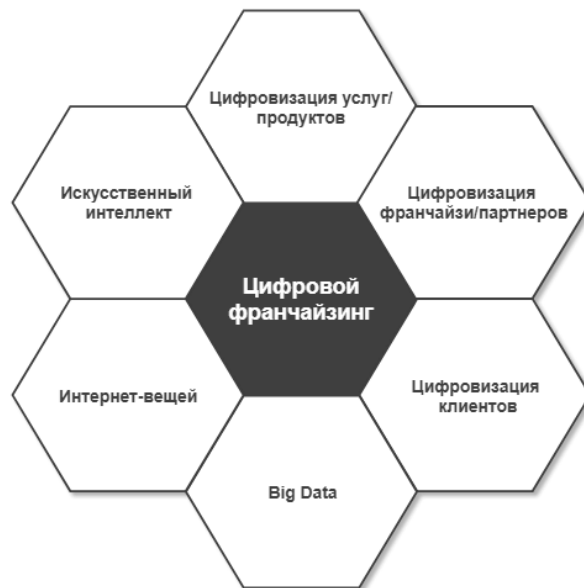 Цифровизация услуг/
продуктов
Искусственный
интеллект
Цифровизация
франчайзи/партнеров
Цифровой
франчайзинг
Интернет-вещей
Цифровизация
клиентов
Big Data